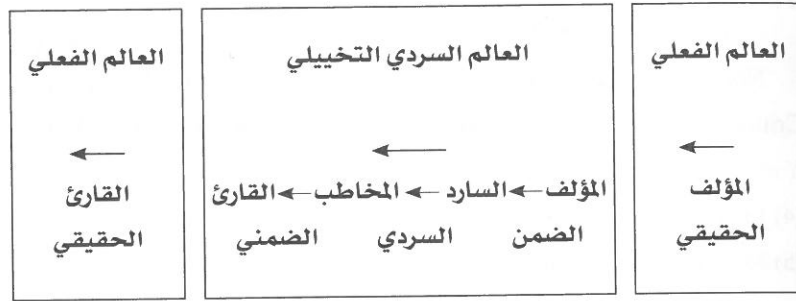 العالم الفعلي
المؤلف
الحقيقي
العالم السردي التخييلي
المؤلف السارد المخاطب القارئ
الضمن السردي الضمني
العالم الفعلي
القارئ
الحقيقي